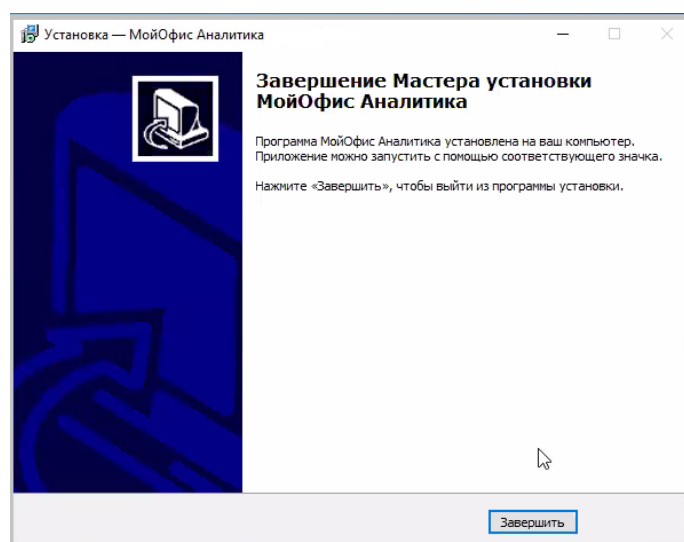 Установка — МойОфис Аналитика
Завершение Мастера установки
МойОфис Аналитика
Программа МойОфис Аналитика установлена на ваш компьютер.
Приложение можно запустить с помощью соответствующего значка.
Нажмите «Завершить», чтобы выйти из программы установки.
Завершить